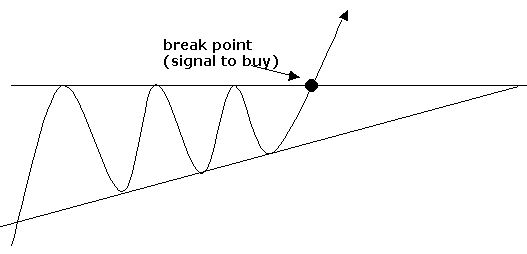 break point
(signal to buy)